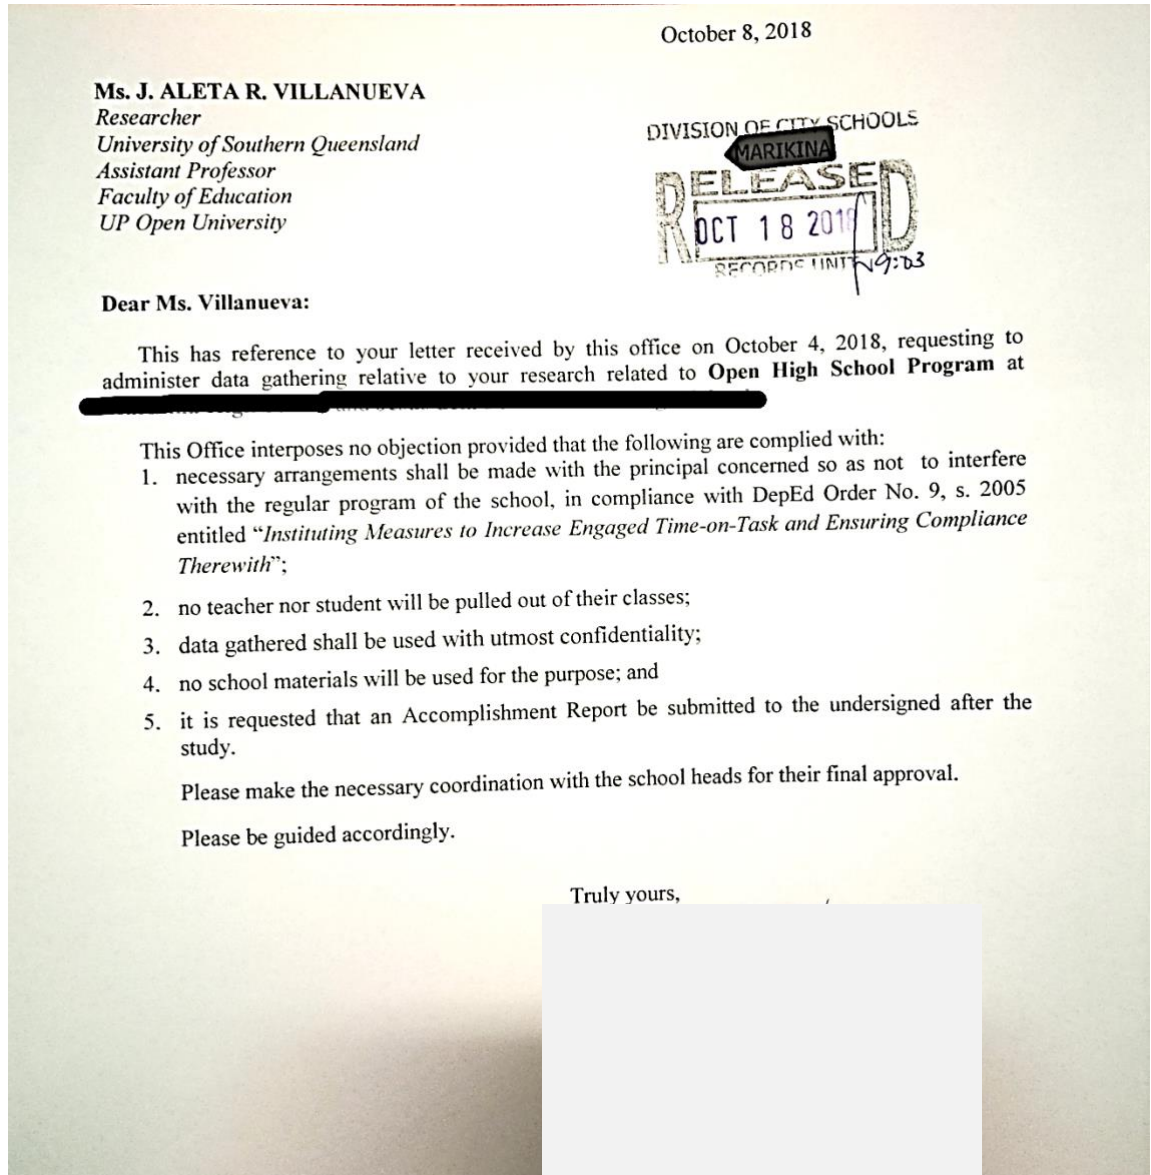 October 8, 2018
Ms. J. ALETA R. VILLANUEVA
Researcher
University of Southern Queensland
Assistant Professor
Faculty of Education
UP Open University
DIVISION OF CITY SCHOOLS
MARIKINA
RELEASED
OCT 18 2018
RECORDS UNIT 9:03
Dear Ms. Villanueva:
This has reference to your letter received by this office on October 4, 2018, requesting to
administer data gathering relative to your research related to Open High School Program at
This Office interposes no objection provided that the following are complied with:
1. necessary arrangements shall be made with the principal concerned so as not to interfere
with the regular program of the school, in compliance with DepEd Order No. 9, s. 2005
entitled “Instituting Measures to Increase Engaged Time-on-Task and Ensuring Compliance
Therewith”;
2. no teacher nor student will be pulled out of their classes;
3. data gathered shall be used with utmost confidentiality;
4. no school materials will be used for the purpose; and
5. it is requested that an Accomplishment Report be submitted to the undersigned after the
study.
Please make the necessary coordination with the school heads for their final approval.
Please be guided accordingly.
Truly yours,